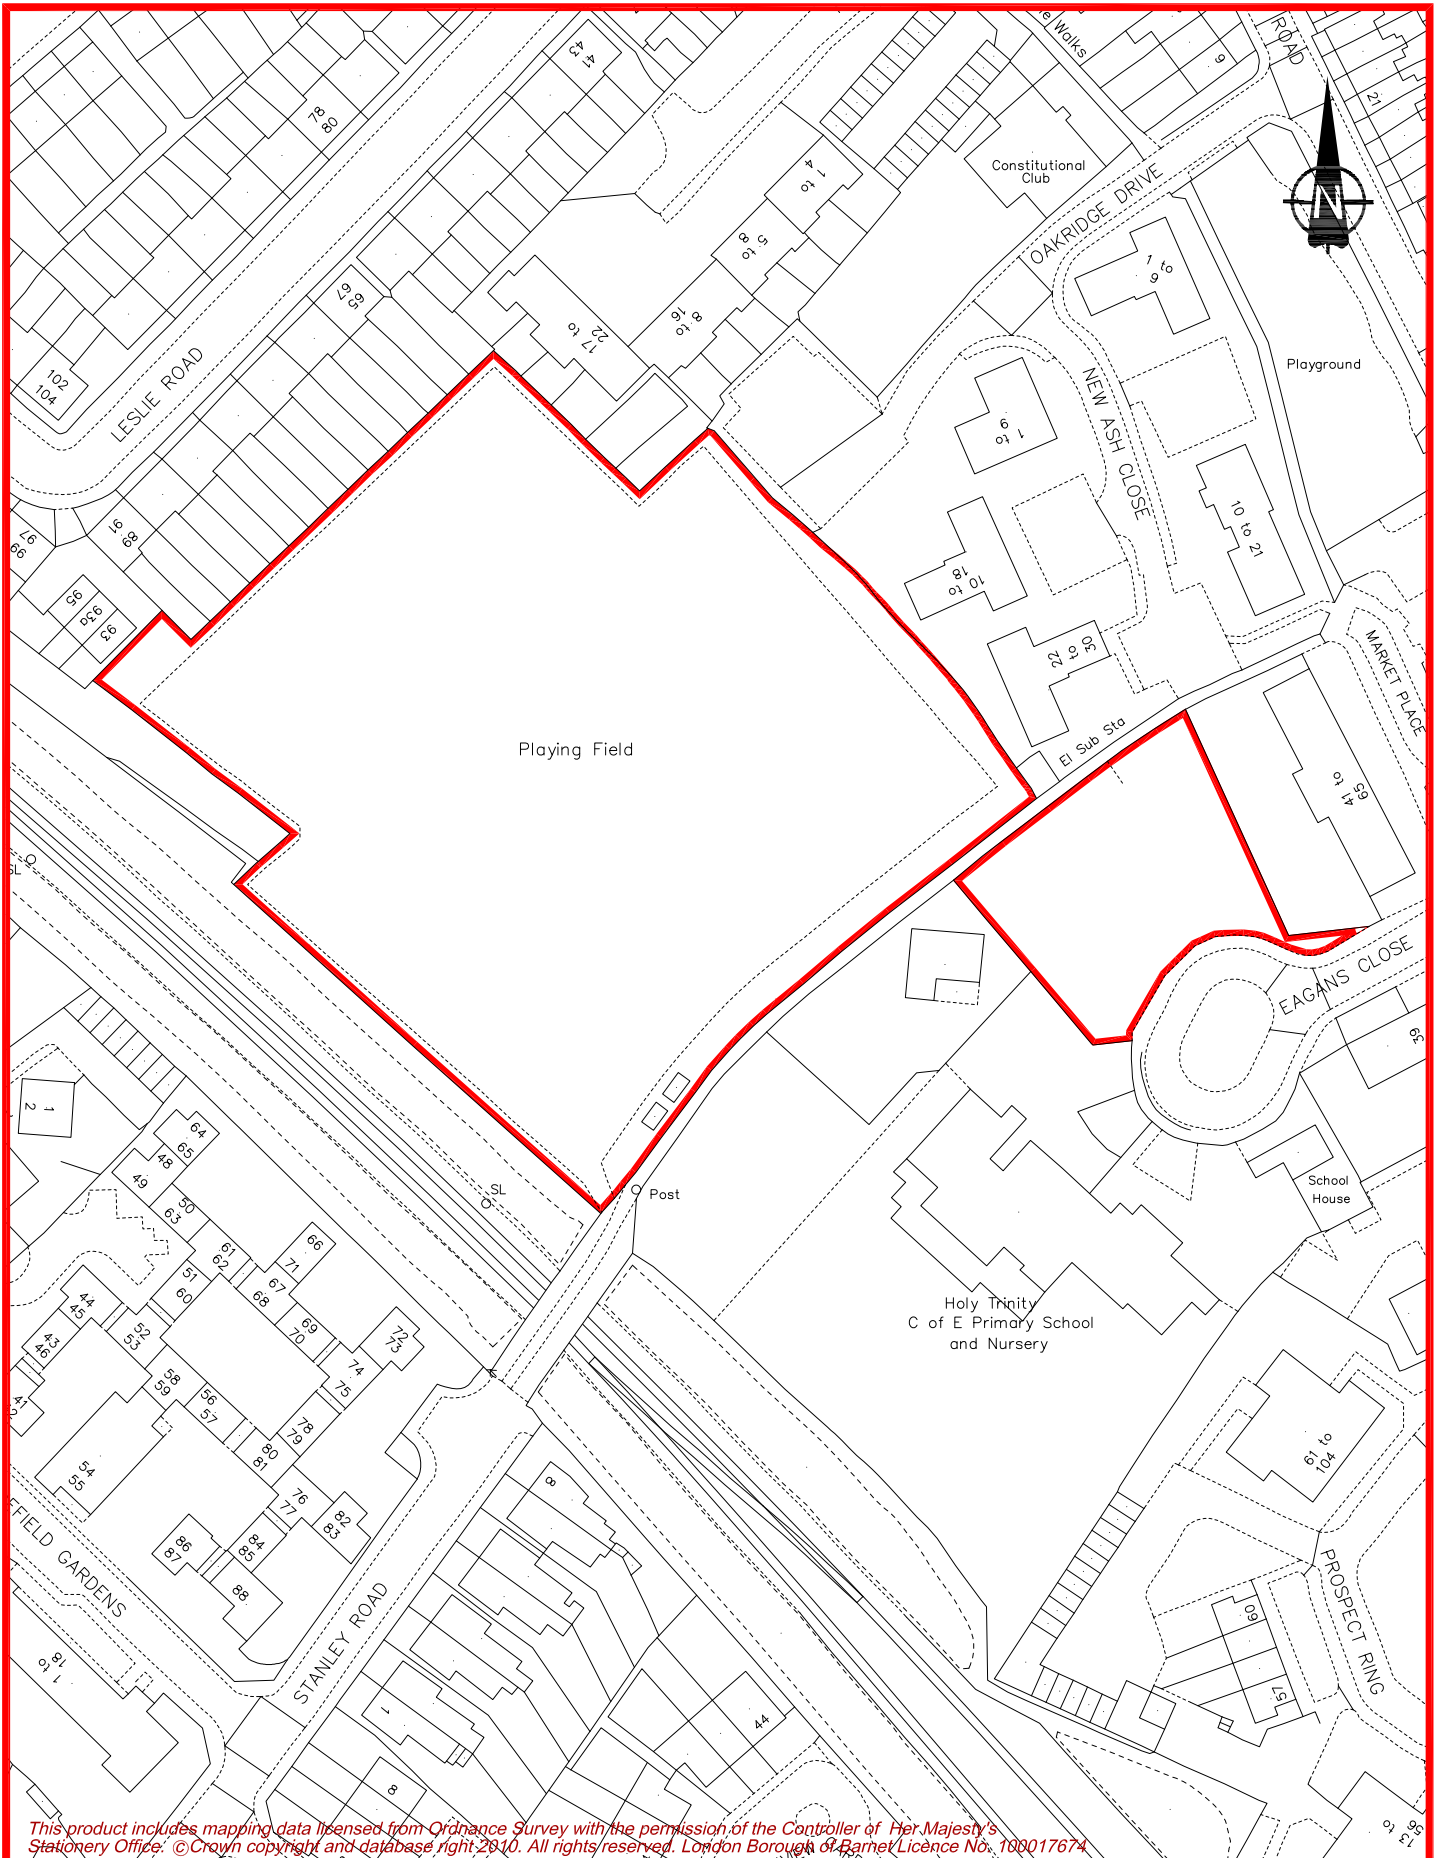 43
41
The Walks
9
ROAD
21
78
80
Constitutional
Club
OAKRIDGE DRIVE
N
1 to
4
5 to
8
1 to
9
65
67
17 to
22
8 to
16
Playground
102
104
LESLIE ROAD
NEW ASH CLOSE
1 to
9
10 to 21
89
91
97
99
10 to
18
95
93a
93
22
to
30
MARKET PLACE
Playing Field
El Sub Sta
41 to
65
SL
EAGANS CLOSE
39
1
2
64
65
48
49
SL
Post
School
House
50
63
61
62
66
71
51
60
67
68
44
45
69
70
72
73
Holy Trinity
C of E Primary School
and Nursery
43
46
52
53
74
75
58
59
41
56
57
78
79
80
81
61 to
104
54
55
8
76
77
82
83
FFIELD GARDENS
86
87
84
85
88
STANLEY ROAD
PROSPECT RING
60
1 to
18
57
1
44
8
13 to
56
This product includes mapping data licensed from Ordnance Survey with the permission of the Controller of Her Majesty's
Stationery Office. ©Crown copyright and database right 2010. All rights reserved. London Borough of Barnet Licence No. 100017674